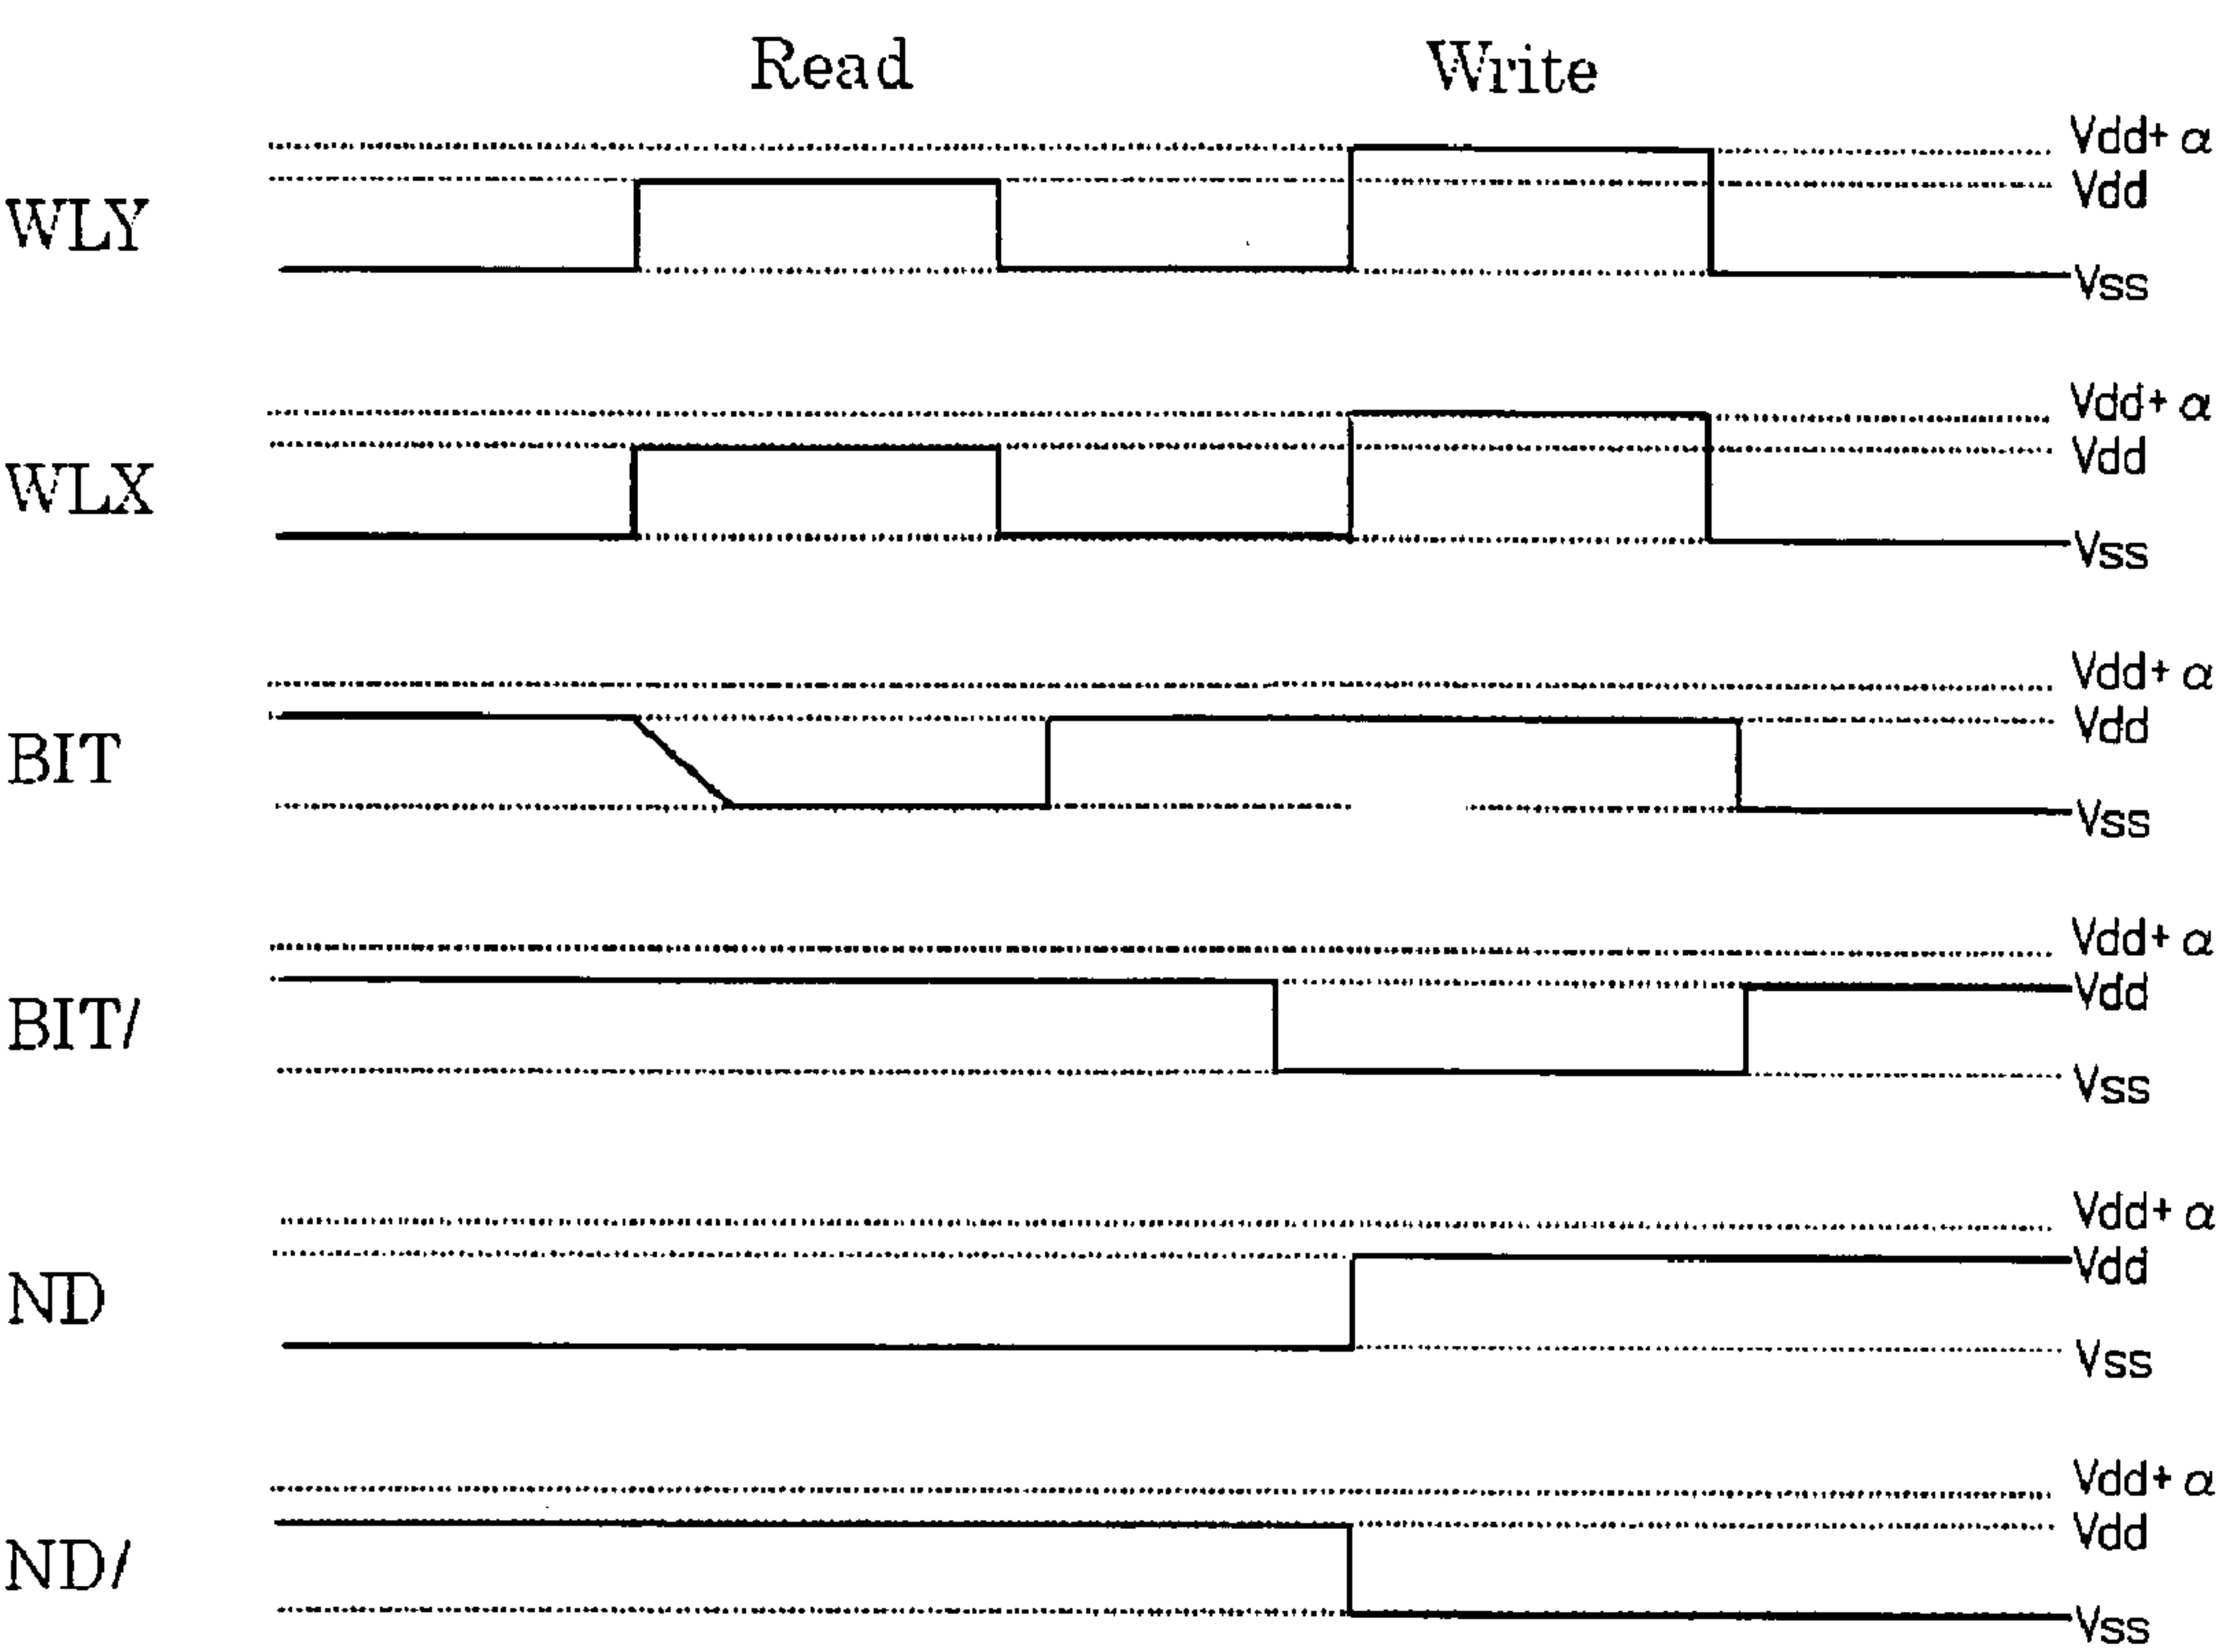 Read Write
Vdd+ α
WLY Vdd
Vss
Vdd+ α
WLX Vdd
Vss
Vdd+ α
BIT Vdd
Vss
Vdd+ α
BIT/ Vdd
Vss
Vdd+ α
ND Vdd
Vss
Vdd+ α
ND/ Vdd
Vss